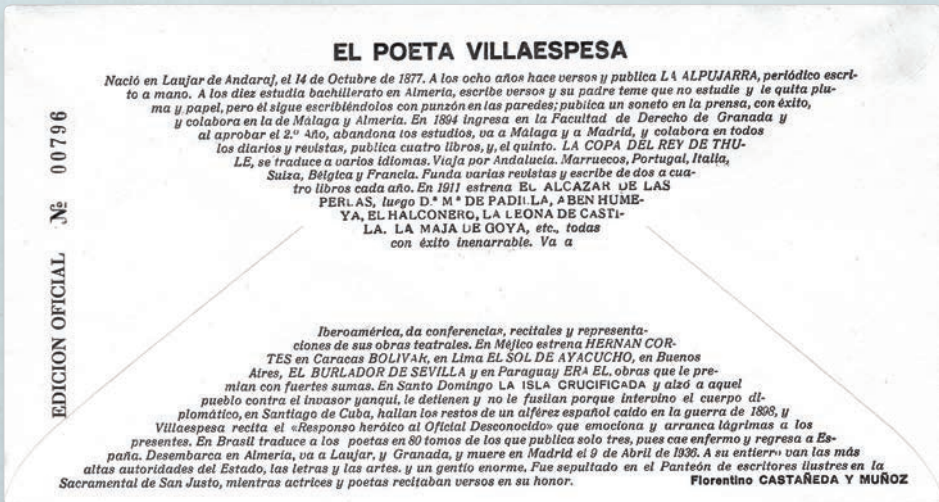 EL POETA VILLAESPESA
Nació en Laujar de Andaraj, el 14 de Octubre de 1877. A los ocho años hace versos y publica LA ALPUJARRA, periódico escri-
to a mano. A los diez estudia bachillerato en Almería, escribe versos y su padre teme que no estudie y le quita plu-
ma y papel, pero él sigue escribiéndolos con punzón en las paredes; publica un soneto en la prensa, con éxito,
y colabora en la de Málaga y Almería. En 1894 ingresa en la Facultad de Derecho de Granada y
al aprobar el 2.º Año, abandona los estudios, va a Málaga y a Madrid, y colabora en todos
los diarios y revistas, publica cuatro libros, y, el quinto. LA COPA DEL REY DE THU-
LE, se traduce a varios idiomas. Viaja por Andalucía. Marruecos, Portugal, Italia,
Suiza, Bélgica y Francia. Funda varias revistas y escribe de dos a cua-
tro libros cada año. En 1911 estrena EL ALCAZAR DE LAS
PERLAS, luego D.ª M.ª DE PADILLA, ABEN HUME-
YA, EL HALCONERO, LA LEONA DE CASTI-
LLA. LA MAJA DE GOYA, etc., todas
con éxito inenarrable. Va a
Iberoamérica, da conferencias, recitales y representa-
ciones de sus obras teatrales. En Méjico estrena HERNAN COR-
TES en Caracas BOLIVAR, en Lima EL SOL DE AYACUCHO, en Buenos
Aires, EL BURLADOR DE SEVILLA y en Paraguay ERA EL. obras que le pre-
mian con fuertes sumas. En Santo Domingo LA ISLA CRUCIFICADA y alzó a aquel
pueblo contra el invasor yanqui, le detienen y no le fusilan porque intervino el cuerpo di-
plomático, en Santiago de Cuba, hallan los restos de un alférez español caído en la guerra de 1898, y
Villaespesa recita el «Responso heróico al Oficial Desconocido» que emociona y arranca lágrimas a los
presentes. En Brasil traduce a los poetas en 80 tomos de los que publica solo tres, pues cae enfermo y regresa a Es-
paña. Desembarca en Almería, va a Laujar, y Granada, y muere en Madrid el 9 de Abril de 1936. A su entierro van las más
altas autoridades del Estado, las letras y las artes. y un gentío enorme. Fue sepultado en el Panteón de escritores ilustres en la
Sacramental de San Justo, mientras actrices y poetas recitaban versos en su honor.
Florentino CASTAÑEDA Y MUÑOZ
EDICION OFICIAL № 00796